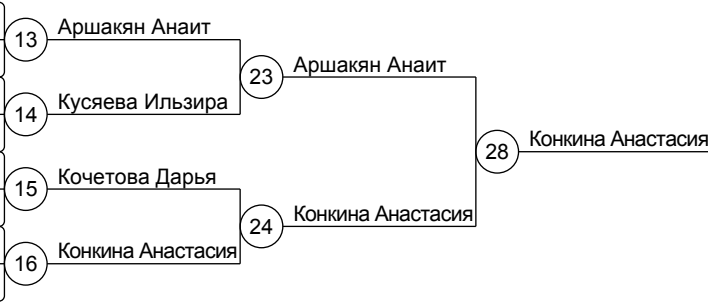 13
Аршакян Анаит
23
Аршакян Анаит
14
Кусяева Ильзира
28
Конкина Анастасия
15
Кочетова Дарья
24
Конкина Анастасия
16
Конкина Анастасия